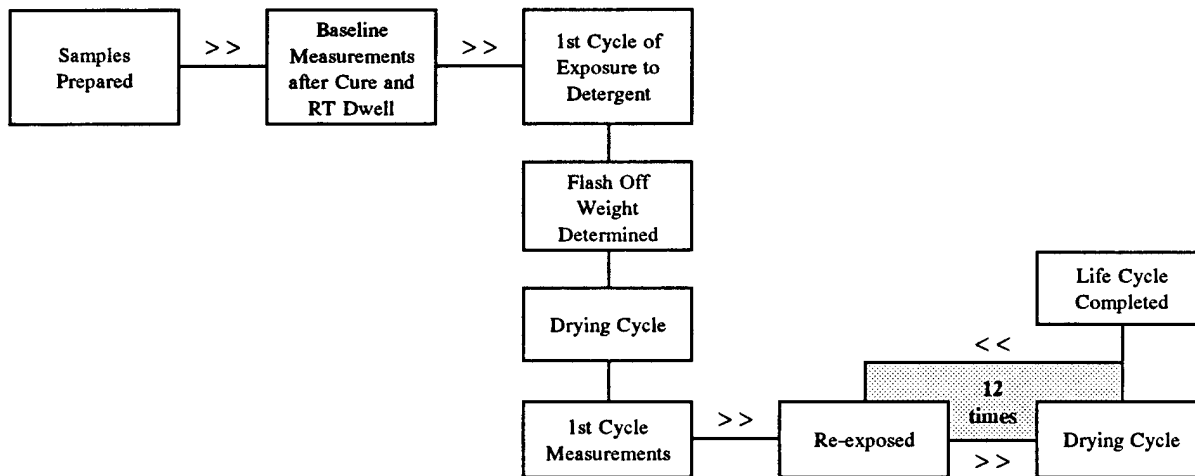 Samples
Prepared
>>
Baseline
Measurements
after Cure and
RT Dwell
>>
1st Cycle of
Exposure to
Detergent
Flash Off
Weight
Determined
Drying Cycle
1st Cycle
Measurements
>>
Re-exposed
12
times
>>
Drying Cycle
<<
Life Cycle
Completed